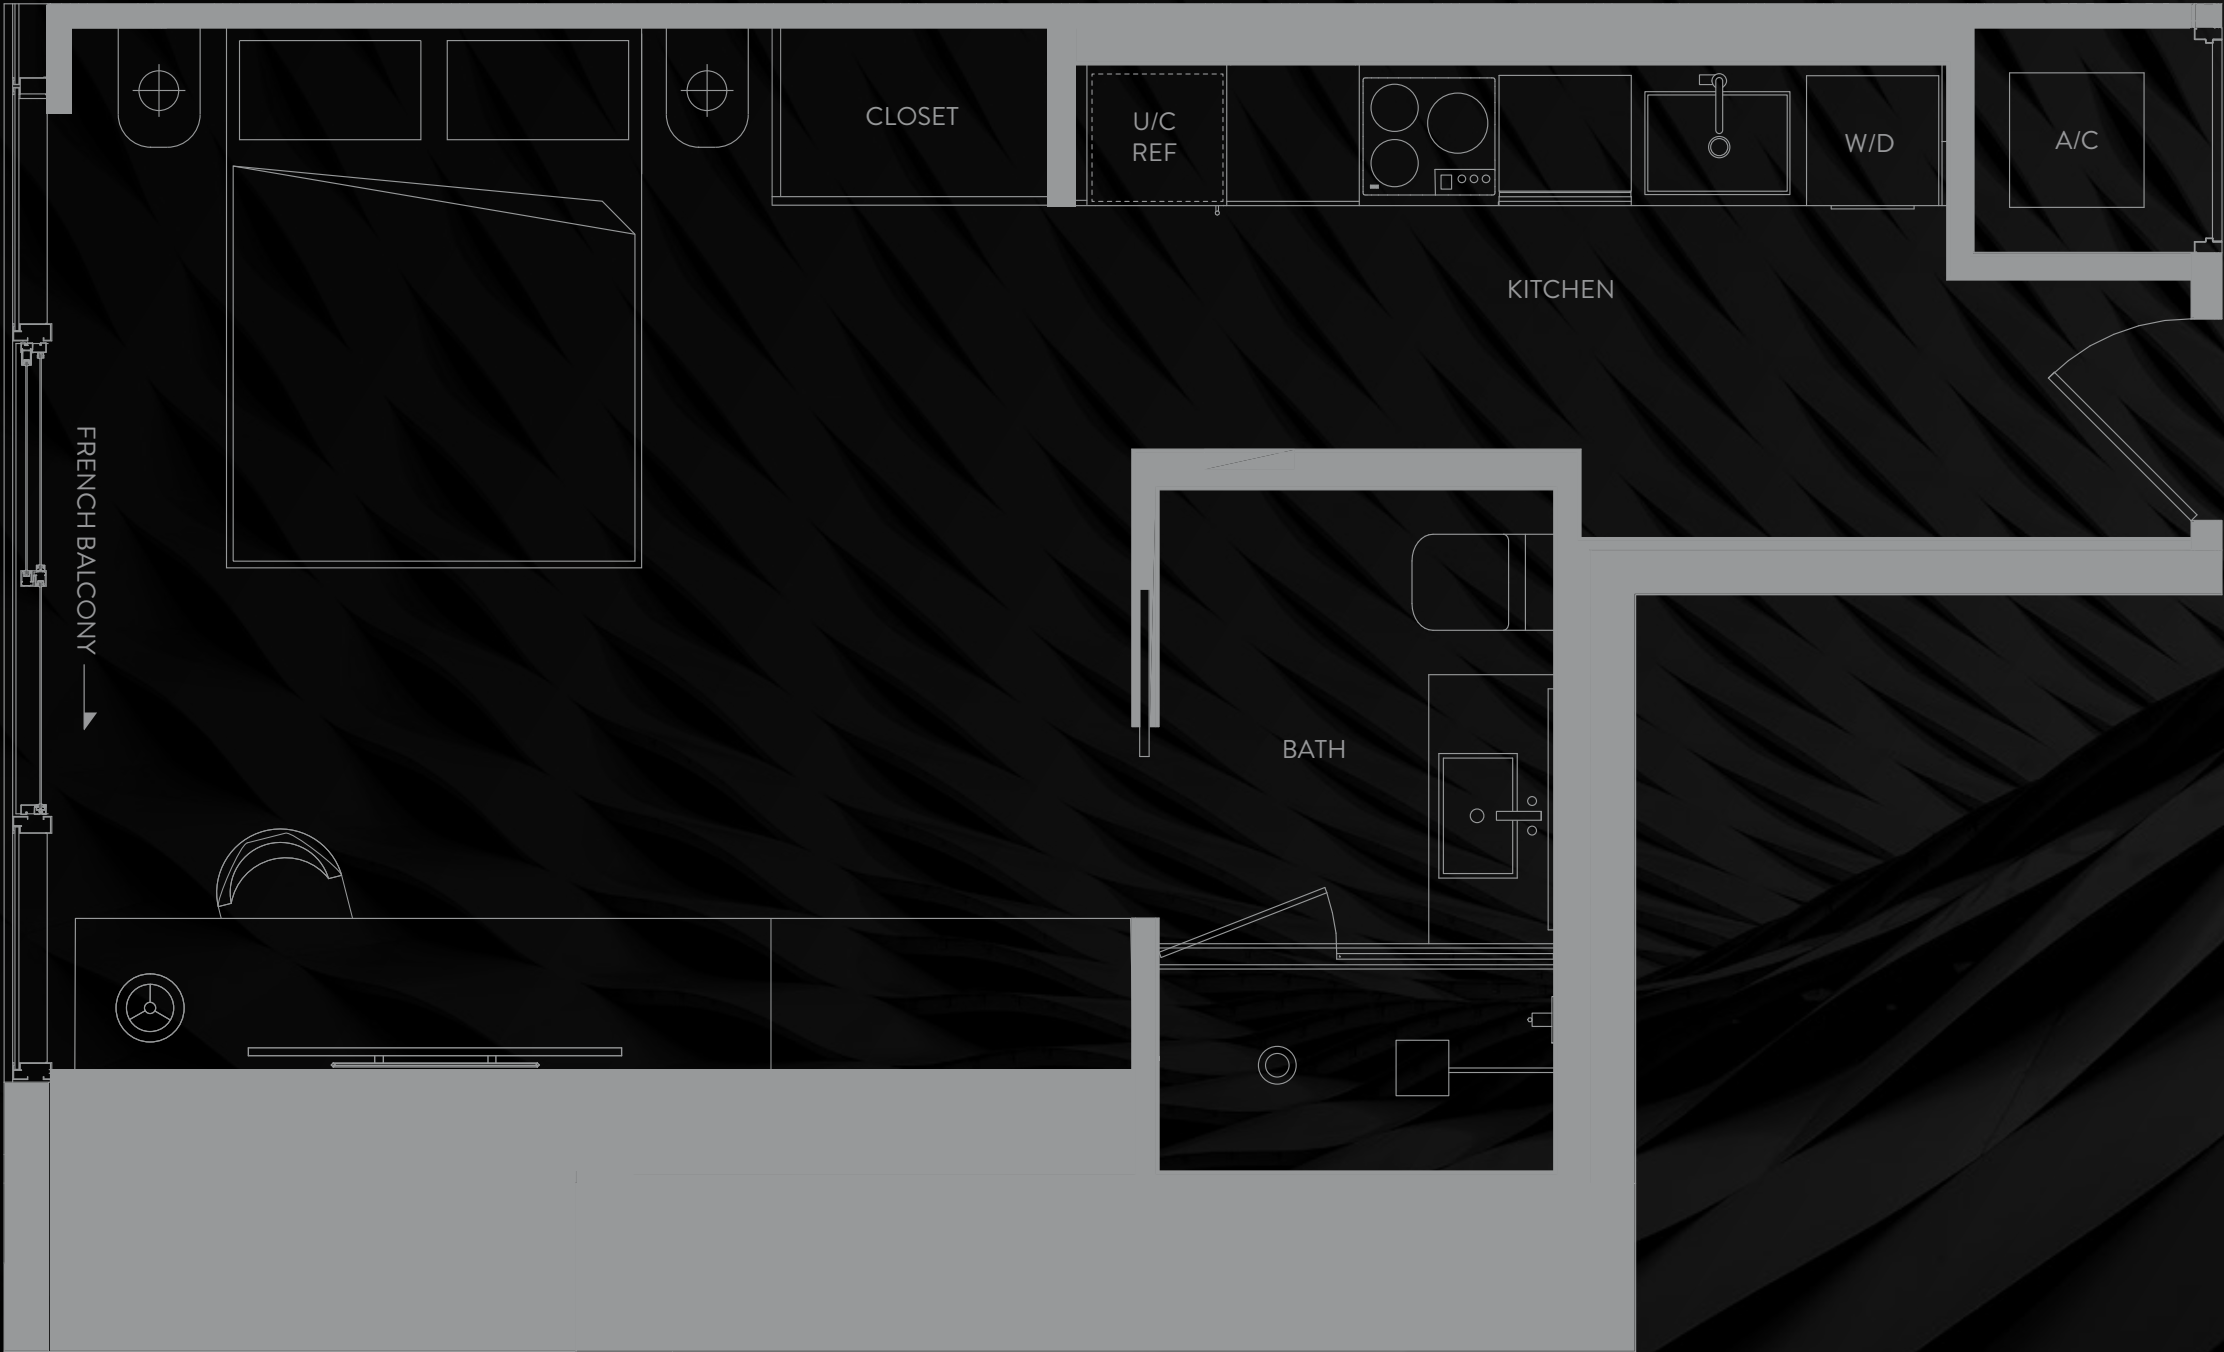 CLOSET
U/C
REF
W/D
A/C
KITCHEN
FRENCH BALCONY
BATH